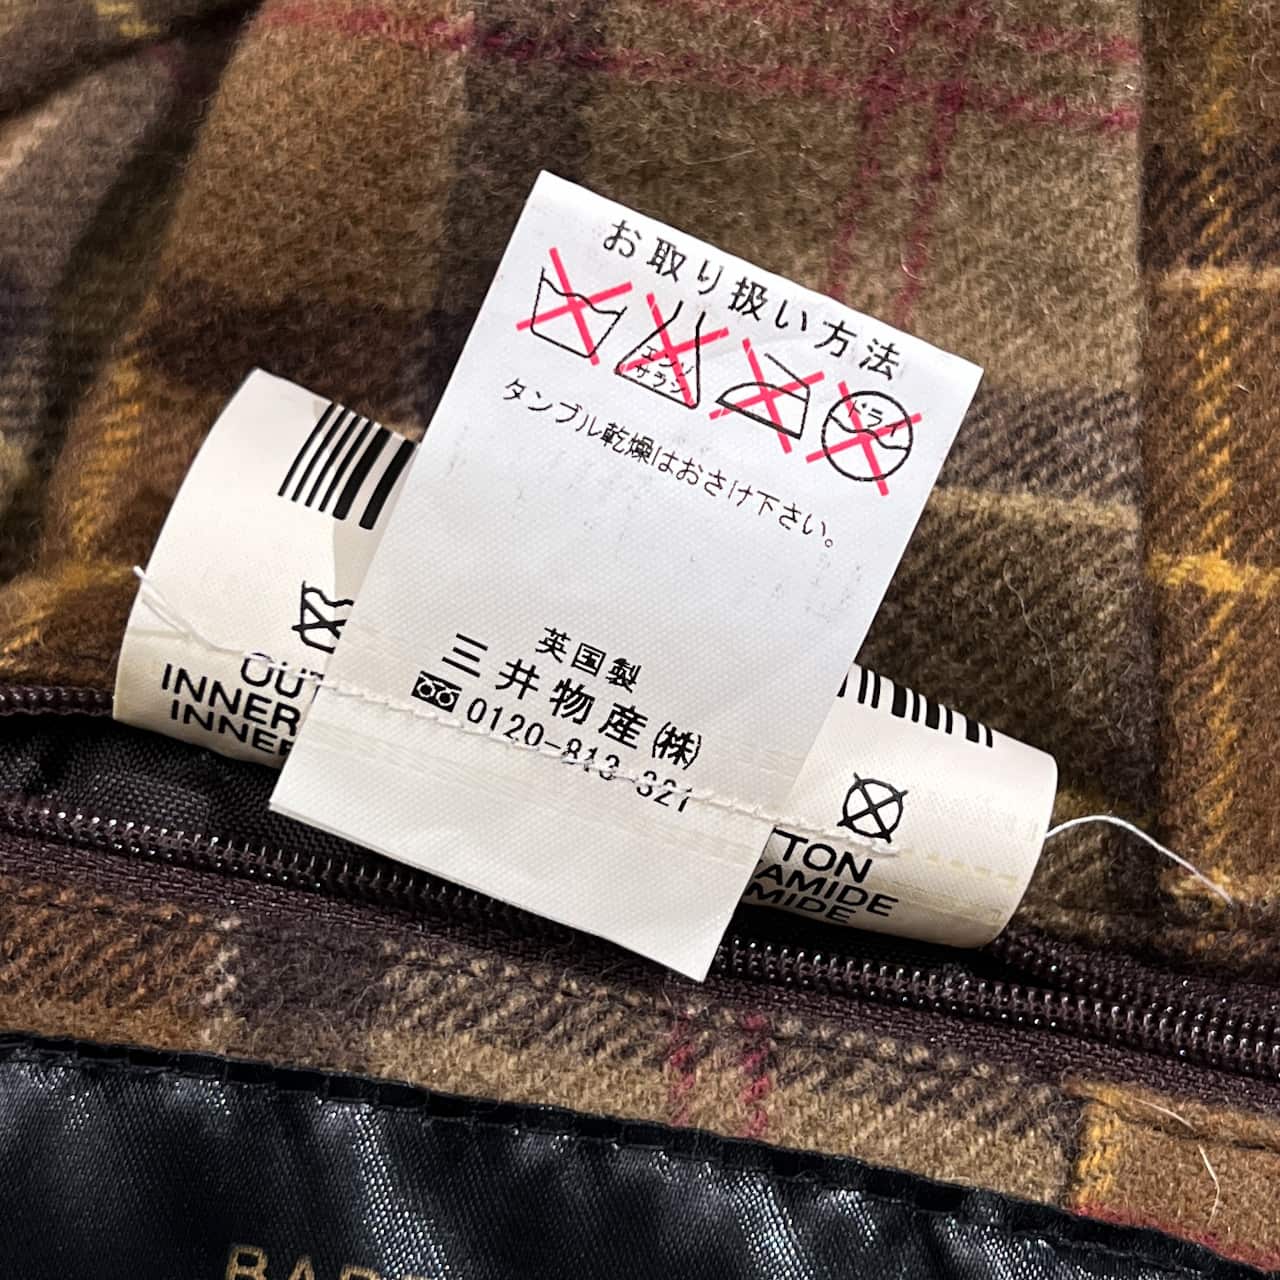 お取り扱い方法
エンソ
サラシ
ドライ
タンブル乾燥はおさけ下さい。
英国製
三井物産(株)
0120-813-321
OUT
INNER
INNER
TTON
AMIDE
MIDE